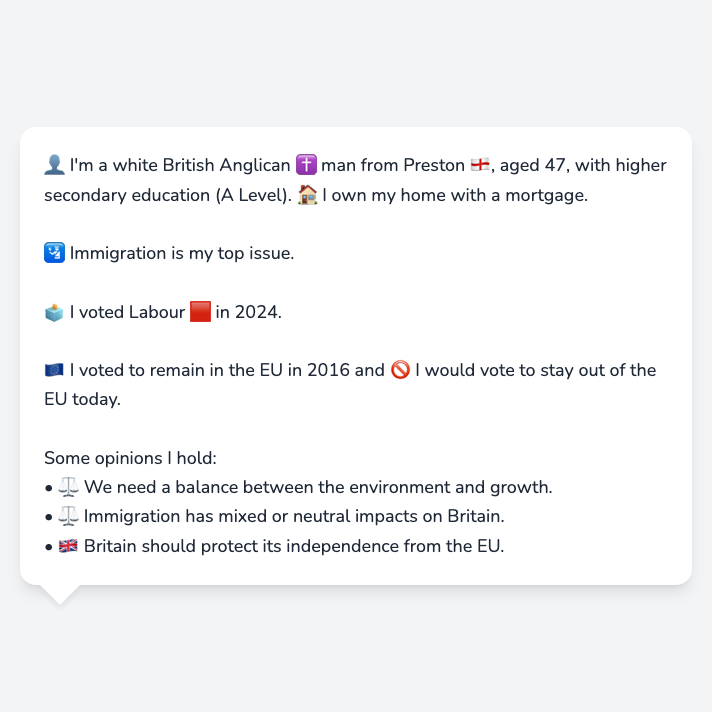 👤 I'm a white British Anglican ✝️ man from Preston 🏴󠁧󠁢󠁥󠁮󠁧󠁿, aged 47, with higher
secondary education (A Level). 🏠 I own my home with a mortgage.
🛂 Immigration is my top issue.
🗳️ I voted Labour 🟥 in 2024.
🇪🇺 I voted to remain in the EU in 2016 and 🚫 I would vote to stay out of the
EU today.
Some opinions I hold:
• ⚖️ We need a balance between the environment and growth.
• ⚖️ Immigration has mixed or neutral impacts on Britain.
• 🇬🇧 Britain should protect its independence from the EU.